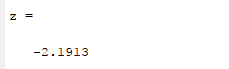 z =
-2.1913